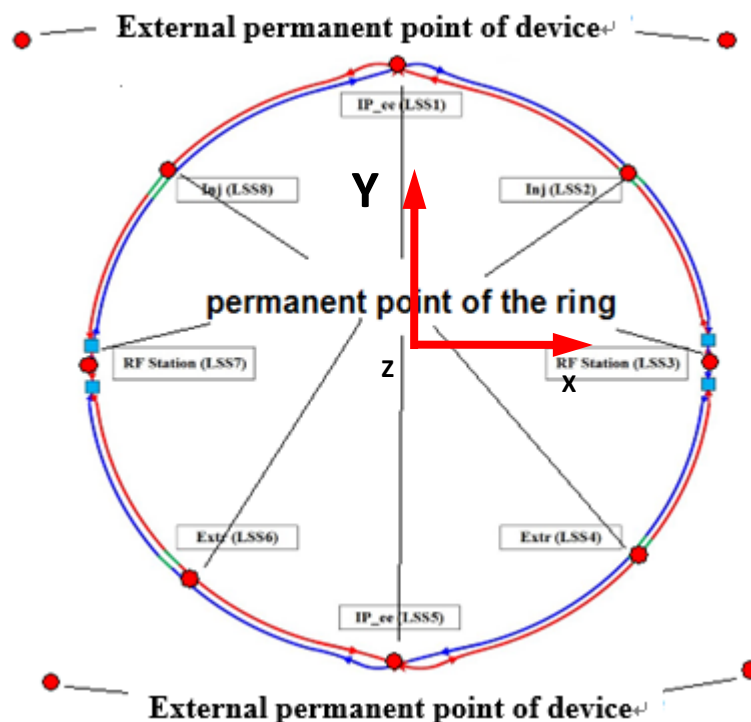 External permanent point of device↵
IP_ee (LSS1)
Inj (LSS8)
Y
Inj (LSS2)
permanent point of the ring
RF Station (LSS7)
Z
RF Station (LSS3)
X
Extr (LSS6)
Extr (LSS4)
IP_ee (LSS5)
External permanent point of device↵